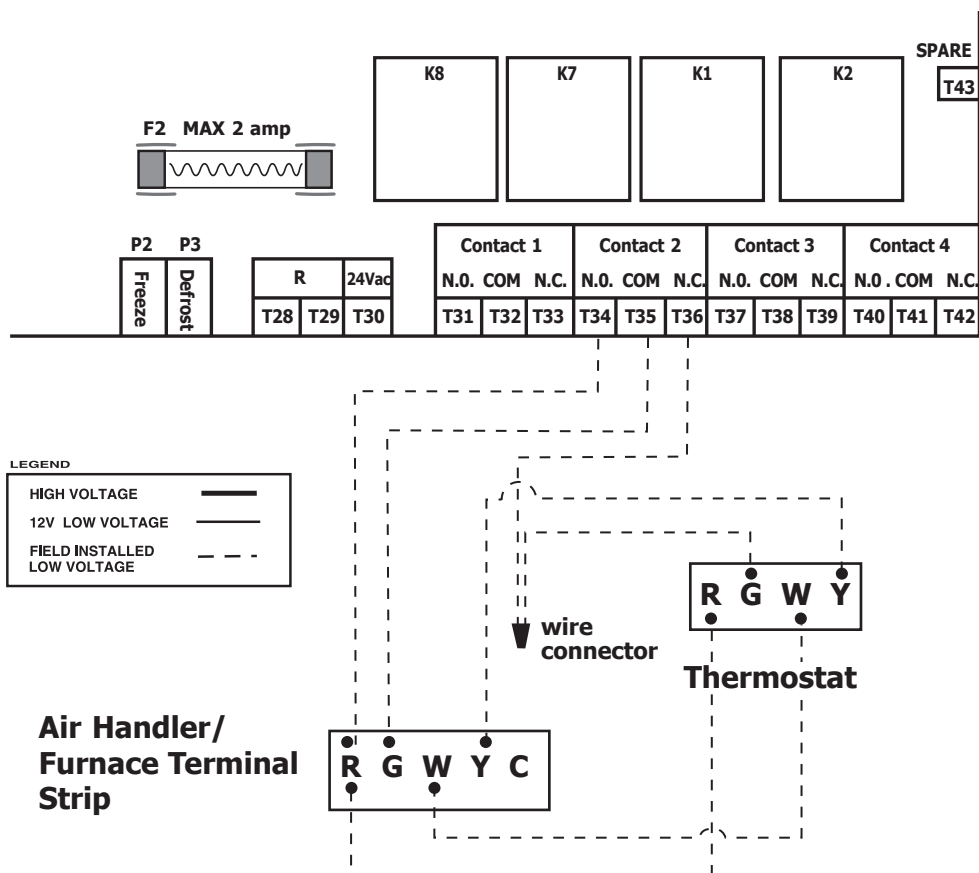 SPARE
K8 K7 K1 K2
T43
F2 MAX 2 amp
P2 P3
Freeze
Defrost
R 24Vac
T28 T29 T30
Contact 1 Contact 2 Contact 3 Contact 4
N.O. COM N.C. N.O. COM N.C. N.O. COM N.C. N.O . COM N.C.
T31 T32 T33 T34 T35 T36 T37 T38 T39 T40 T41 T42
LEGEND
HIGH VOLTAGE
12V LOW VOLTAGE
FIELD INSTALLED
LOW VOLTAGE
R G W Y
Thermostat
wire
connector
Air Handler/
Furnace Terminal
Strip
R G W Y C